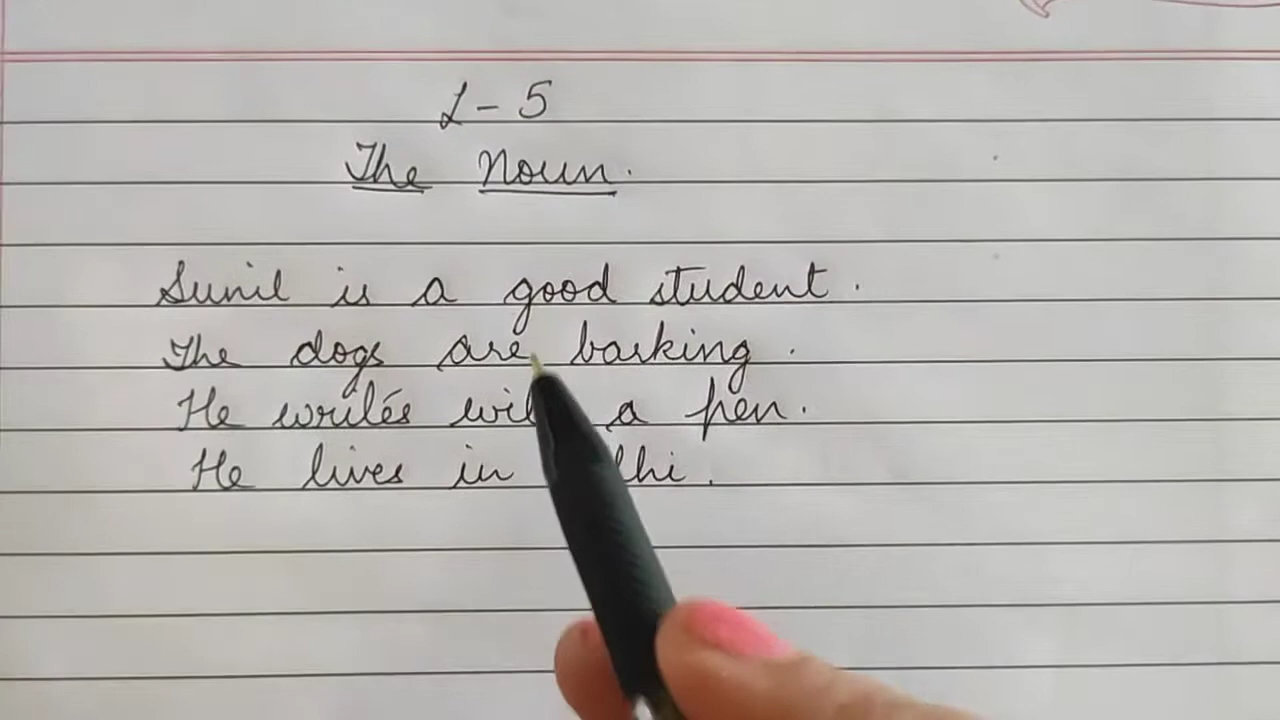 L-5
The Noun.
Sunil is a good student.
The dogs are barking.
He writes a pen.
He lives in